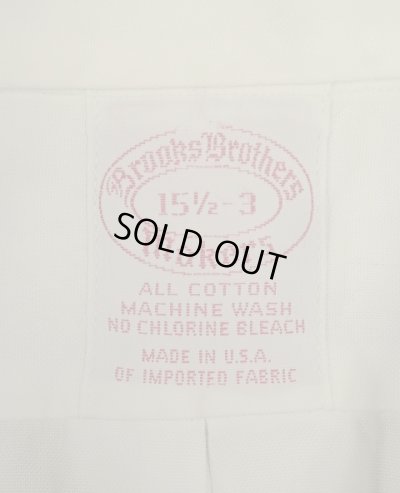 Brooks Brothers
15½-3
Makers
SOLD OUT
ALL COTTON
MACHINE WASH
NO CHLORINE BLEACH
MADE IN U.S.A.
OF IMPORTED FABRIC